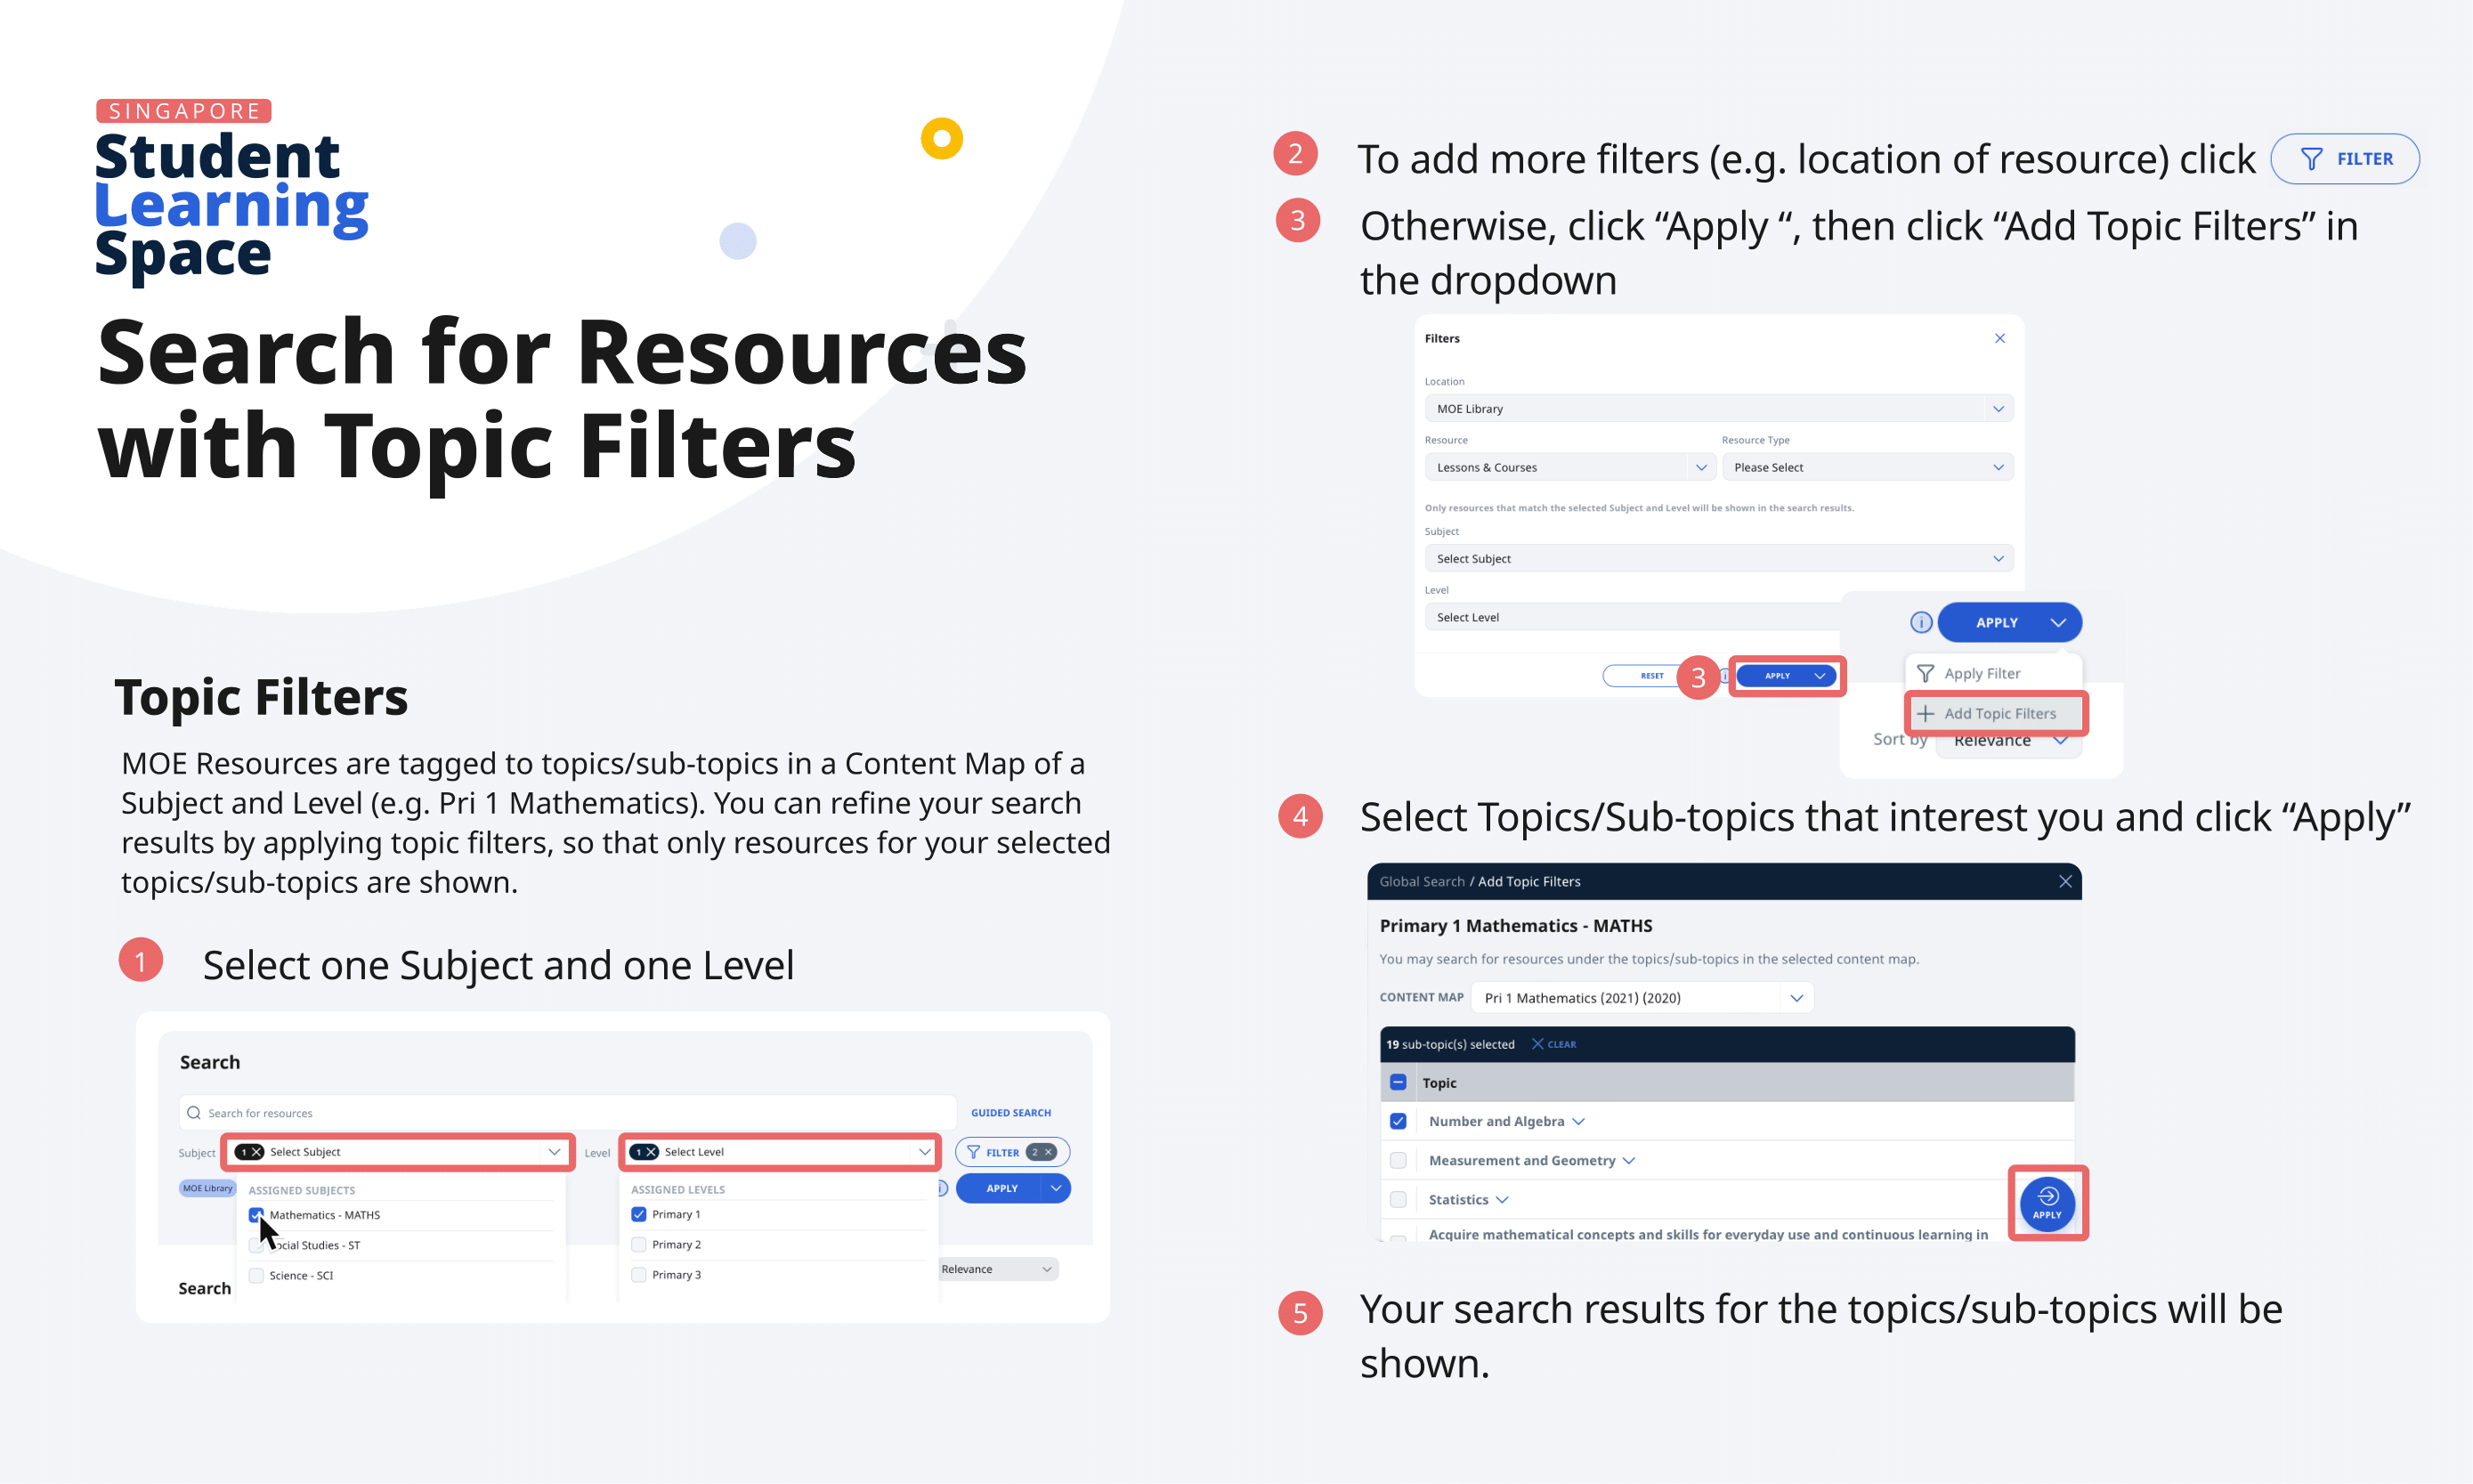 SINGAPORE
Student
Learning
Space
Search for Resources
with Topic Filters
Topic Filters
MOE Resources are tagged to topics/sub-topics in a Content Map of a
Subject and Level (e.g. Pri 1 Mathematics). You can refine your search
results by applying topic filters, so that only resources for your selected
topics/sub-topics are shown.
1 Select one Subject and one Level
Search
Search for resources
GUIDED SEARCH
Subject 1 Select Subject Level 1 Select Level FILTER 2
MOE Library ASSIGNED SUBJECTS ASSIGNED LEVELS i APPLY
Mathematics - MATHS Primary 1
Social Studies - ST Primary 2
Science - SCI Primary 3
Relevance
Search
2 To add more filters (e.g. location of resource) click FILTER
3 Otherwise, click “Apply “, then click “Add Topic Filters” in
the dropdown
Filters
Location
MOE Library
Resource Resource Type
Lessons & Courses Please Select
Only resources that match the selected Subject and Level will be shown in the search results.
Subject
Select Subject
Level
Select Level
RESET 3 i APPLY
i APPLY
Apply Filter
Add Topic Filters
Sort by Relevance
4 Select Topics/Sub-topics that interest you and click “Apply”
Global Search / Add Topic Filters
Primary 1 Mathematics - MATHS
You may search for resources under the topics/sub-topics in the selected content map.
CONTENT MAP Pri 1 Mathematics (2021) (2020)
19 sub-topic(s) selected CLEAR
Topic
Number and Algebra
Measurement and Geometry
Statistics
APPLY
Acquire mathematical concepts and skills for everyday use and continuous learning in
5 Your search results for the topics/sub-topics will be
shown.